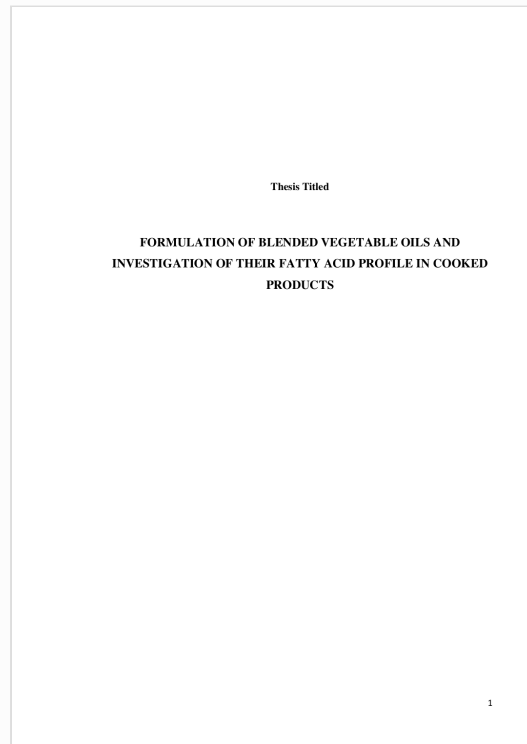 Thesis Titled
FORMULATION OF BLENDED VEGETABLE OILS AND
INVESTIGATION OF THEIR FATTY ACID PROFILE IN COOKED
PRODUCTS
1